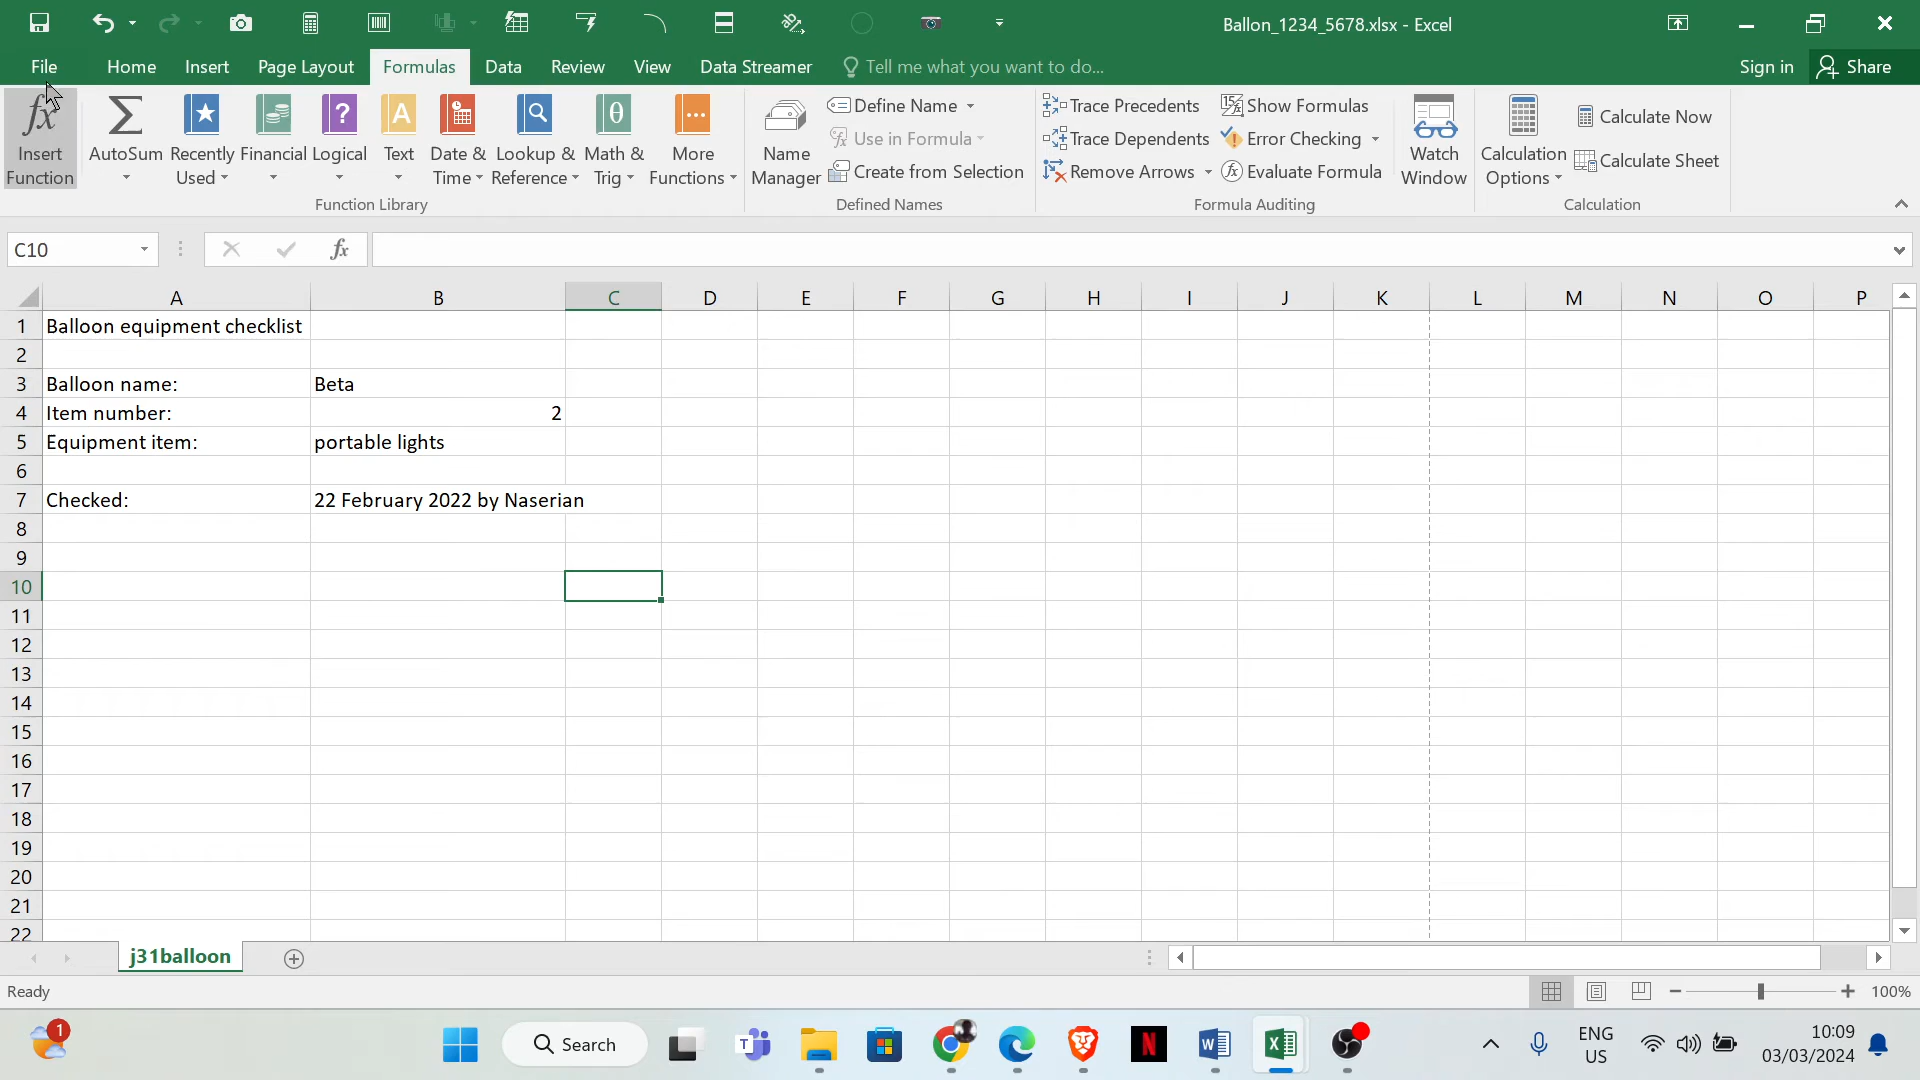 Ballon_1234_5678.xlsx - Excel
File Home Insert Page Layout Formulas Data Review View Data Streamer Tell me what you want to do... Sign in Share
Insert Function
AutoSum
Recently Used
Financial
Logical
Text
Date & Time
Lookup & Reference
Math & Trig
More Functions
Function Library
Name Manager
Define Name
Use in Formula
Create from Selection
Defined Names
Trace Precedents
Trace Dependents
Remove Arrows
Show Formulas
Error Checking
Evaluate Formula
Formula Auditing
Watch Window
Calculation Options
Calculate Now
Calculate Sheet
Calculation
C10 fx
A B C D E F G H I J K L M N O P
1 Balloon equipment checklist
2
3 Balloon name: Beta
4 Item number: 2
5 Equipment item: portable lights
6
7 Checked: 22 February 2022 by Naserian
8
9
10
11
12
13
14
15
16
17
18
19
20
21
22
j31balloon
Ready 100%
1 Search ENG US 10:09 03/03/2024